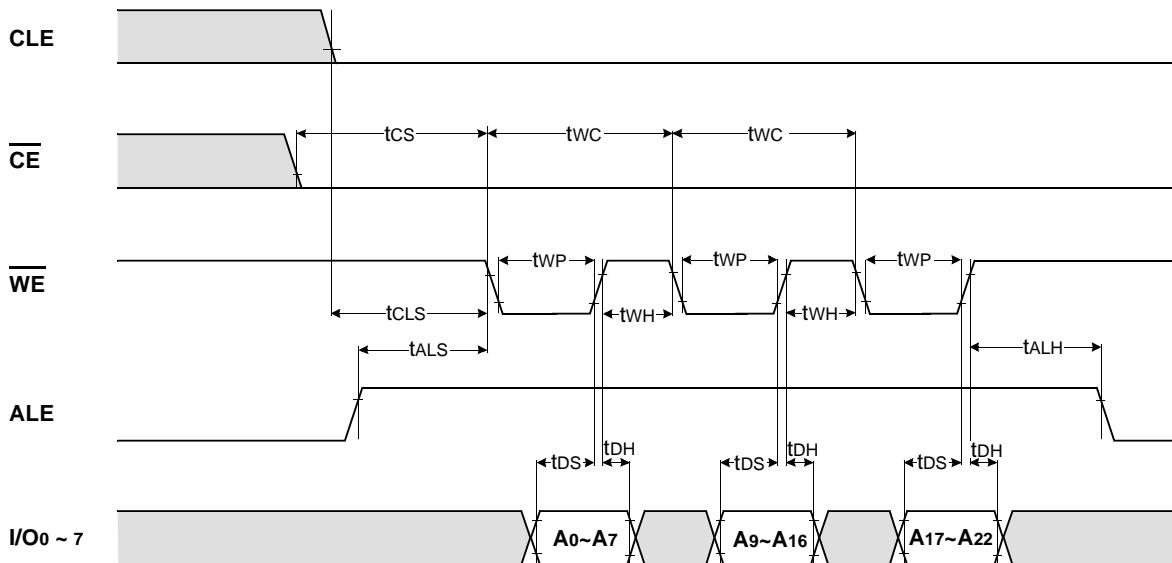 CLE
tCS tWC tWC
CE
tWP tWP tWP
WE
tCLS tWH tWH
tALS tALH
ALE
tDS tDH tDS tDH tDS tDH
I/O0 ~ 7 A0~A7 A9~A16 A17~A22